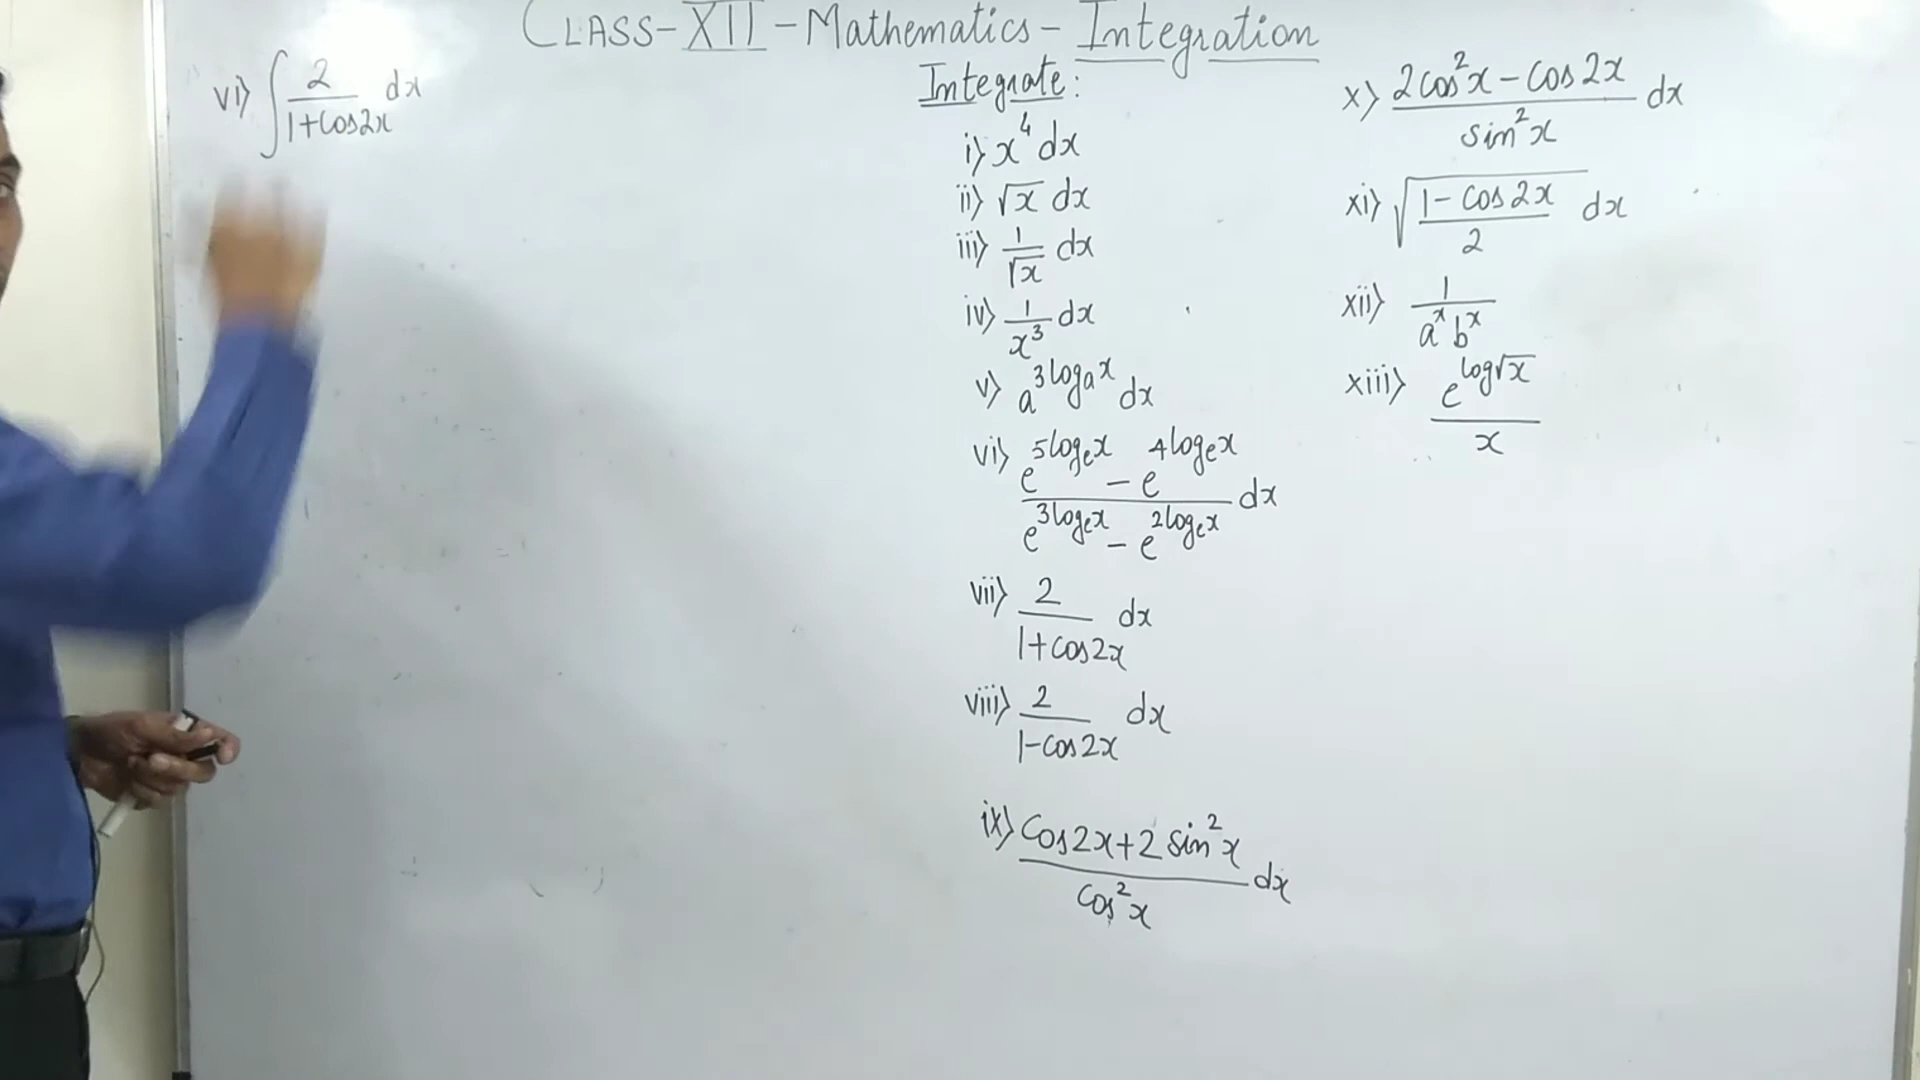 CLASS-XII-Mathematics-Integration
vi) ∫ 2/(1+cos2x) dx
Integrate:
i) x⁴ dx
ii) √x dx
iii) 1/√x dx
iv) 1/x³ dx
v) a^(3logₐx) dx
vi) (e^(5logₑx) - e^(4logₑx))/(e^(3logₑx) - e^(2logₑx)) dx
vii) 2/(1+cos2x) dx
viii) 2/(1-cos2x) dx
ix) (cos2x+2sin²x)/(cos²x) dx
x) (2cos²x-cos2x)/(sin²x) dx
xi) √((1-cos2x)/2) dx
xii) 1/(aˣbˣ)
xiii) e^(log√x)/x